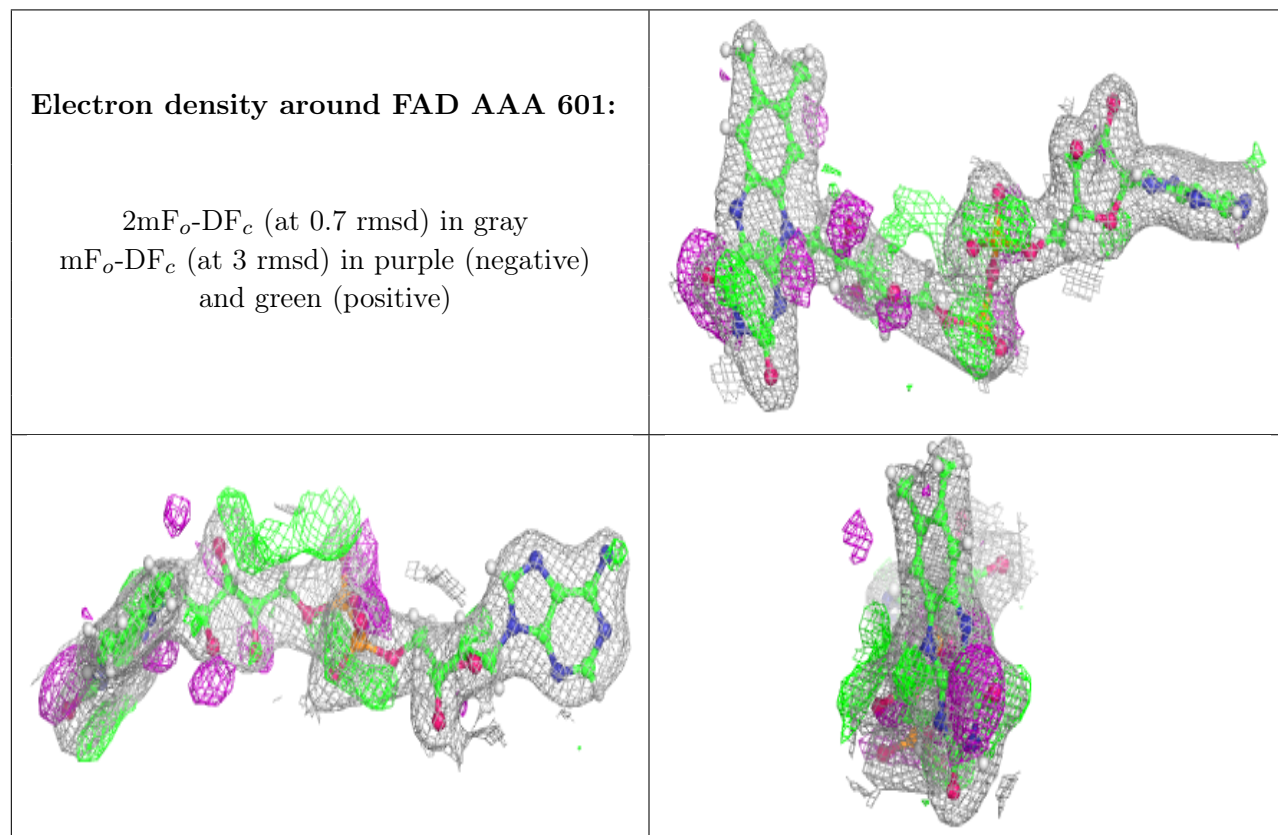 Electron density around FAD AAA 601:
2mFo-DFc (at 0.7 rmsd) in gray
mFo-DFc (at 3 rmsd) in purple (negative)
and green (positive)